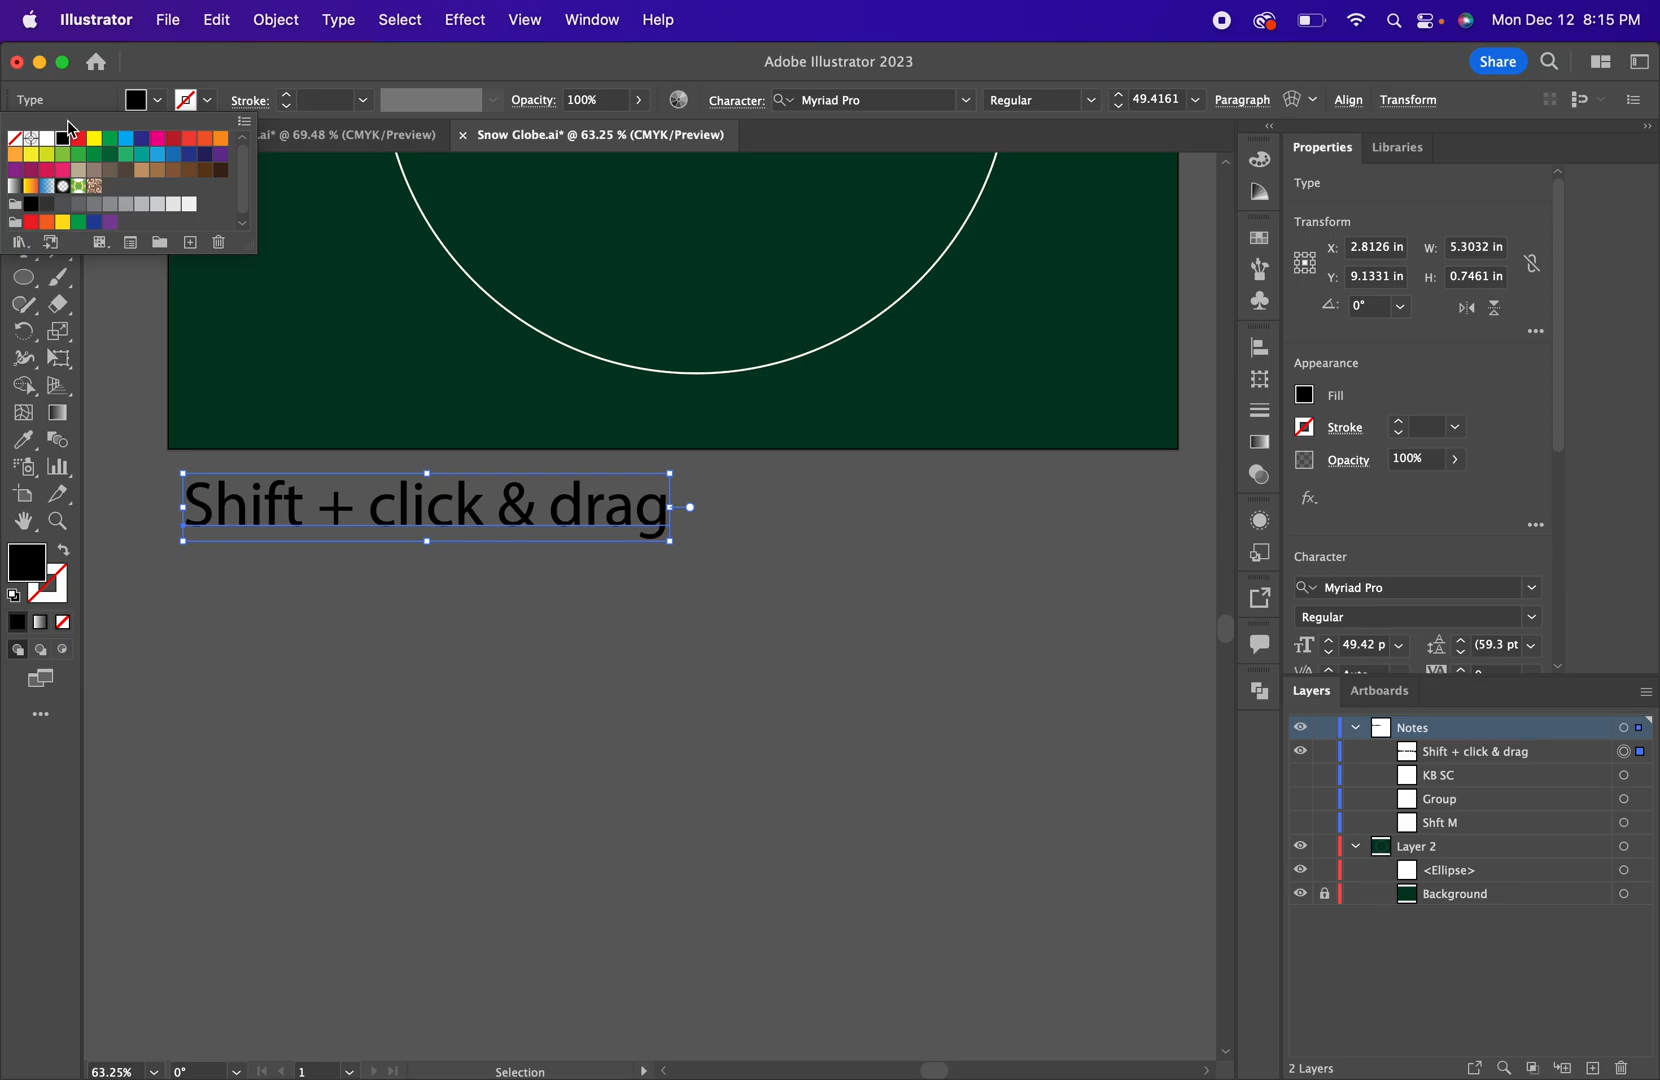 Illustrator File Edit Object Type Select Effect View Window Help Mon Dec 12 8:15 PM
Adobe Illustrator 2023 Share
Type Stroke: Opacity: 100% Character: Myriad Pro Regular 49.4161 Paragraph Align Transform
.ai* @ 69.48 % (CMYK/Preview) × Snow Globe.ai* @ 63.25 % (CMYK/Preview)
Properties Libraries
Type
Transform
X: 2.8126 in W: 5.3032 in
Y: 9.1331 in H: 0.7461 in
0°
Appearance
Fill
Stroke
Opacity 100%
fx.
Shift + click & drag
Character
Myriad Pro
Regular
49.42 p (59.3 pt
Layers Artboards
Notes
Shift + click & drag
KB SC
Group
Shft M
Layer 2
<Ellipse>
Background
63.25% 0° 1 Selection
2 Layers